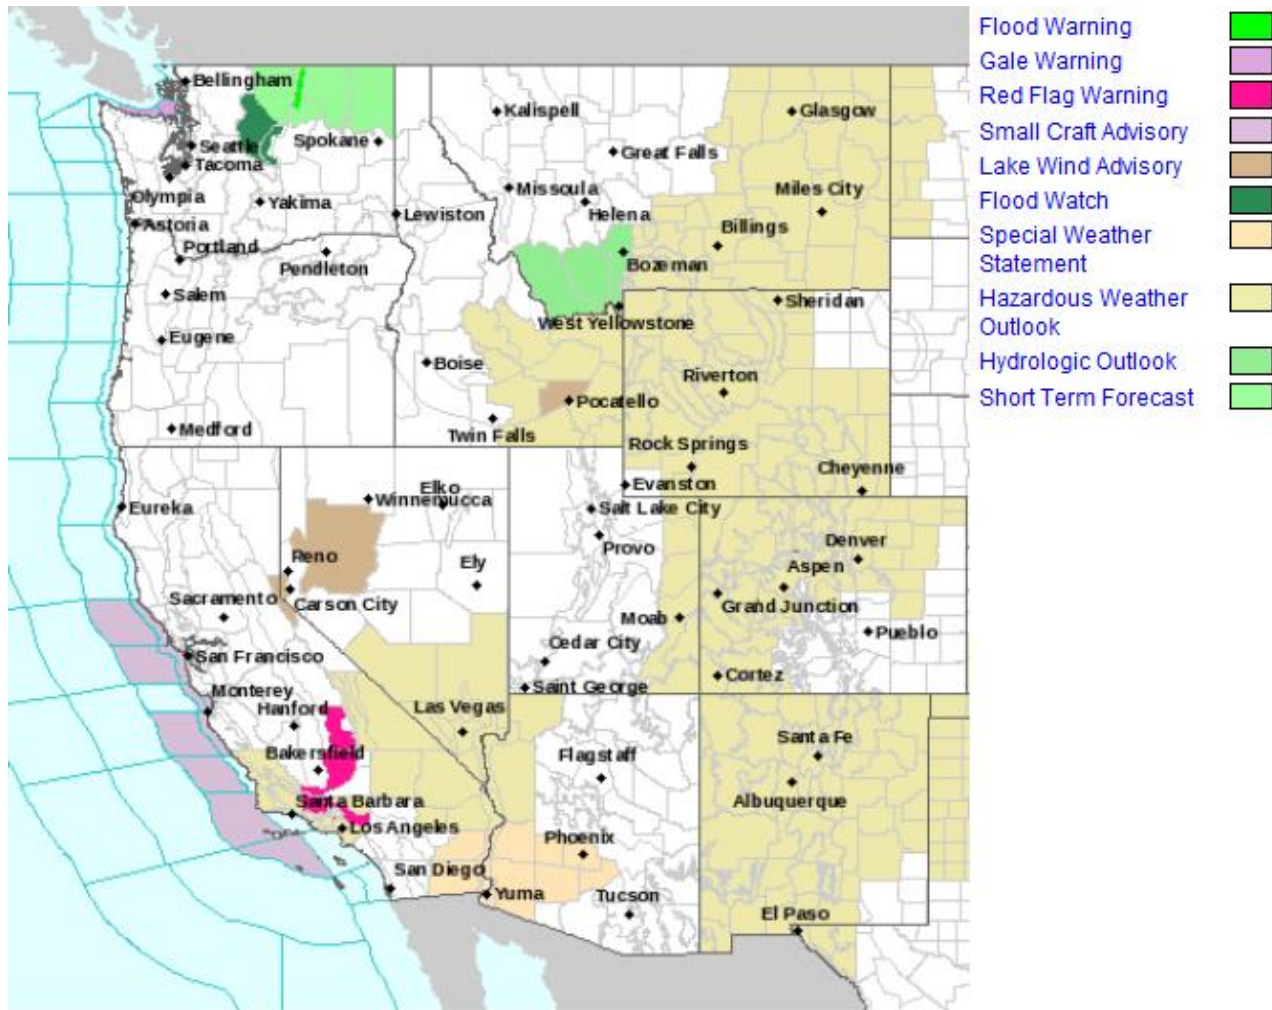 Flood Warning
Gale Warning
Red Flag Warning
Small Craft Advisory
Lake Wind Advisory
Flood Watch
Special Weather
Statement
Hazardous Weather
Outlook
Hydrologic Outlook
Short Term Forecast
Bellingham
Kalispell
Glasgow
Seattle
Spokane
Great Falls
Tacoma
Olympia
Yakima
Lewiston
Missoula
Helena
Miles City
Astoria
Portland
Pendleton
Billings
Bozeman
Salem
West Yellowstone
Sheridan
Eugene
Boise
Riverton
Pocatello
Medford
Twin Falls
Rock Springs
Cheyenne
Evanston
Eureka
Elko
Winnemucca
Salt Lake City
Reno
Ely
Provo
Denver
Aspen
Sacramento
Carson City
Grand Junction
Moab
Pueblo
San Francisco
Cedar City
Cortez
Monterey
Saint George
Hanford
Las Vegas
Bakersfield
Flagstaff
Santa Fe
Albuquerque
Santa Barbara
Los Angeles
Phoenix
San Diego
Yuma
Tucson
El Paso